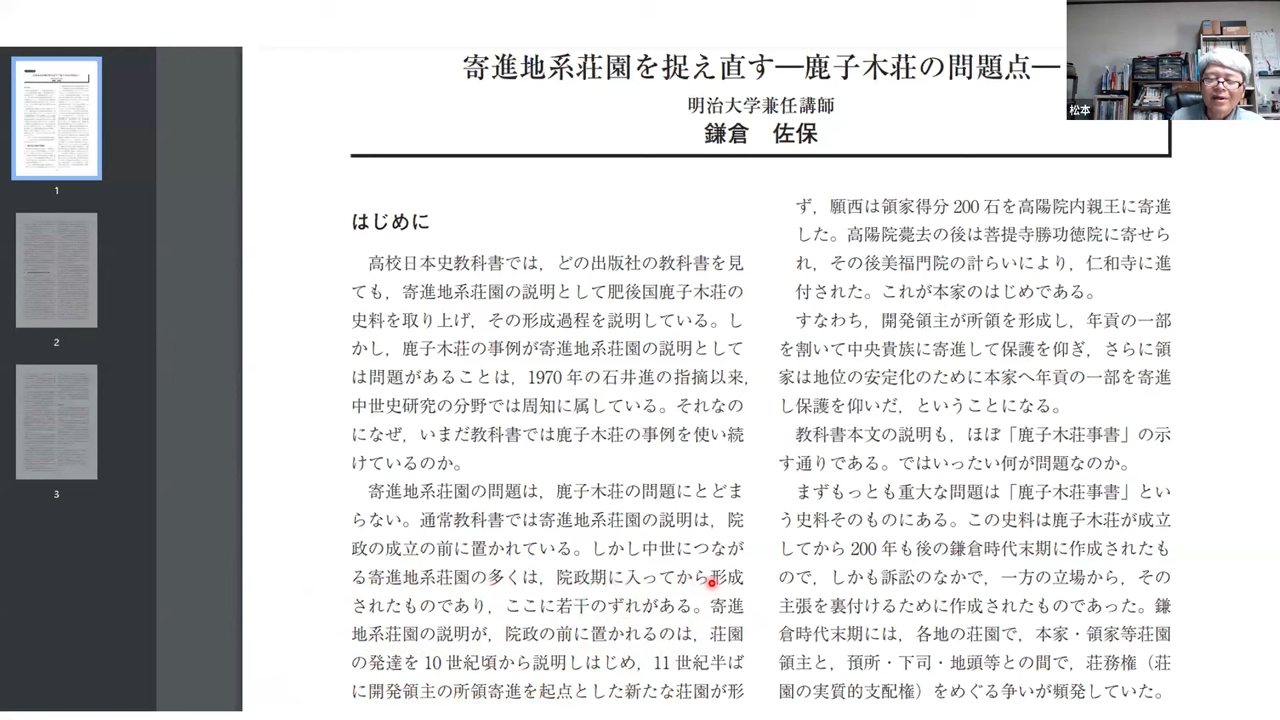 寄進地系荘園を捉え直す―鹿子木荘の問題点―
明治大学兼任講師
鎌倉　佐保
松本
はじめに
高校日本史教科書では，どの出版社の教科書を見
ても，寄進地系荘園の説明として肥後国鹿子木荘の
史料を取り上げ，その形成過程を説明している。し
かし，鹿子木荘の事例が寄進地系荘園の説明として
は問題があることは，1970 年の石井進の指摘以来，
中世史研究の分野では周知に属している。それなの
になぜ，いまだ教科書では鹿子木荘の事例を使い続
けているのか。
寄進地系荘園の問題は，鹿子木荘の問題にとどま
らない。通常教科書では寄進地系荘園の説明は，院
政の成立の前に置かれている。しかし中世につなが
る寄進地系荘園の多くは，院政期に入ってから形成
されたものであり，ここに若干のずれがある。寄進
地系荘園の説明が，院政の前に置かれるのは，荘園
の発達を 10 世紀頃から説明しはじめ，11 世紀半ば
に開発領主の所領寄進を起点とした新たな荘園が形
ず，願西は領家得分 200 石を高陽院内親王に寄進
した。高陽院薨去の後は菩提寺勝功徳院に寄せら
れ，その後美福門院の計らいにより，仁和寺に進
付された。これが本家のはじめである。
すなわち，開発領主が所領を形成し，年貢の一部
を割いて中央貴族に寄進して保護を仰ぎ，さらに領
家は地位の安定化のために本家へ年貢の一部を寄進
し保護を仰いだ，ということになる。
教科書本文の説明も，ほぼ「鹿子木荘事書」の示
す通りである。ではいったい何が問題なのか。
まずもっとも重大な問題は「鹿子木荘事書」とい
う史料そのものにある。この史料は鹿子木荘が成立
してから 200 年も後の鎌倉時代末期に作成されたも
ので，しかも訴訟のなかで，一方の立場から，その
主張を裏付けるために作成されたものであった。鎌
倉時代末期には，各地の荘園で，本家・領家等荘園
領主と，預所・下司・地頭等との間で，荘務権（荘
園の実質的支配権）をめぐる争いが頻発していた。
1
2
3